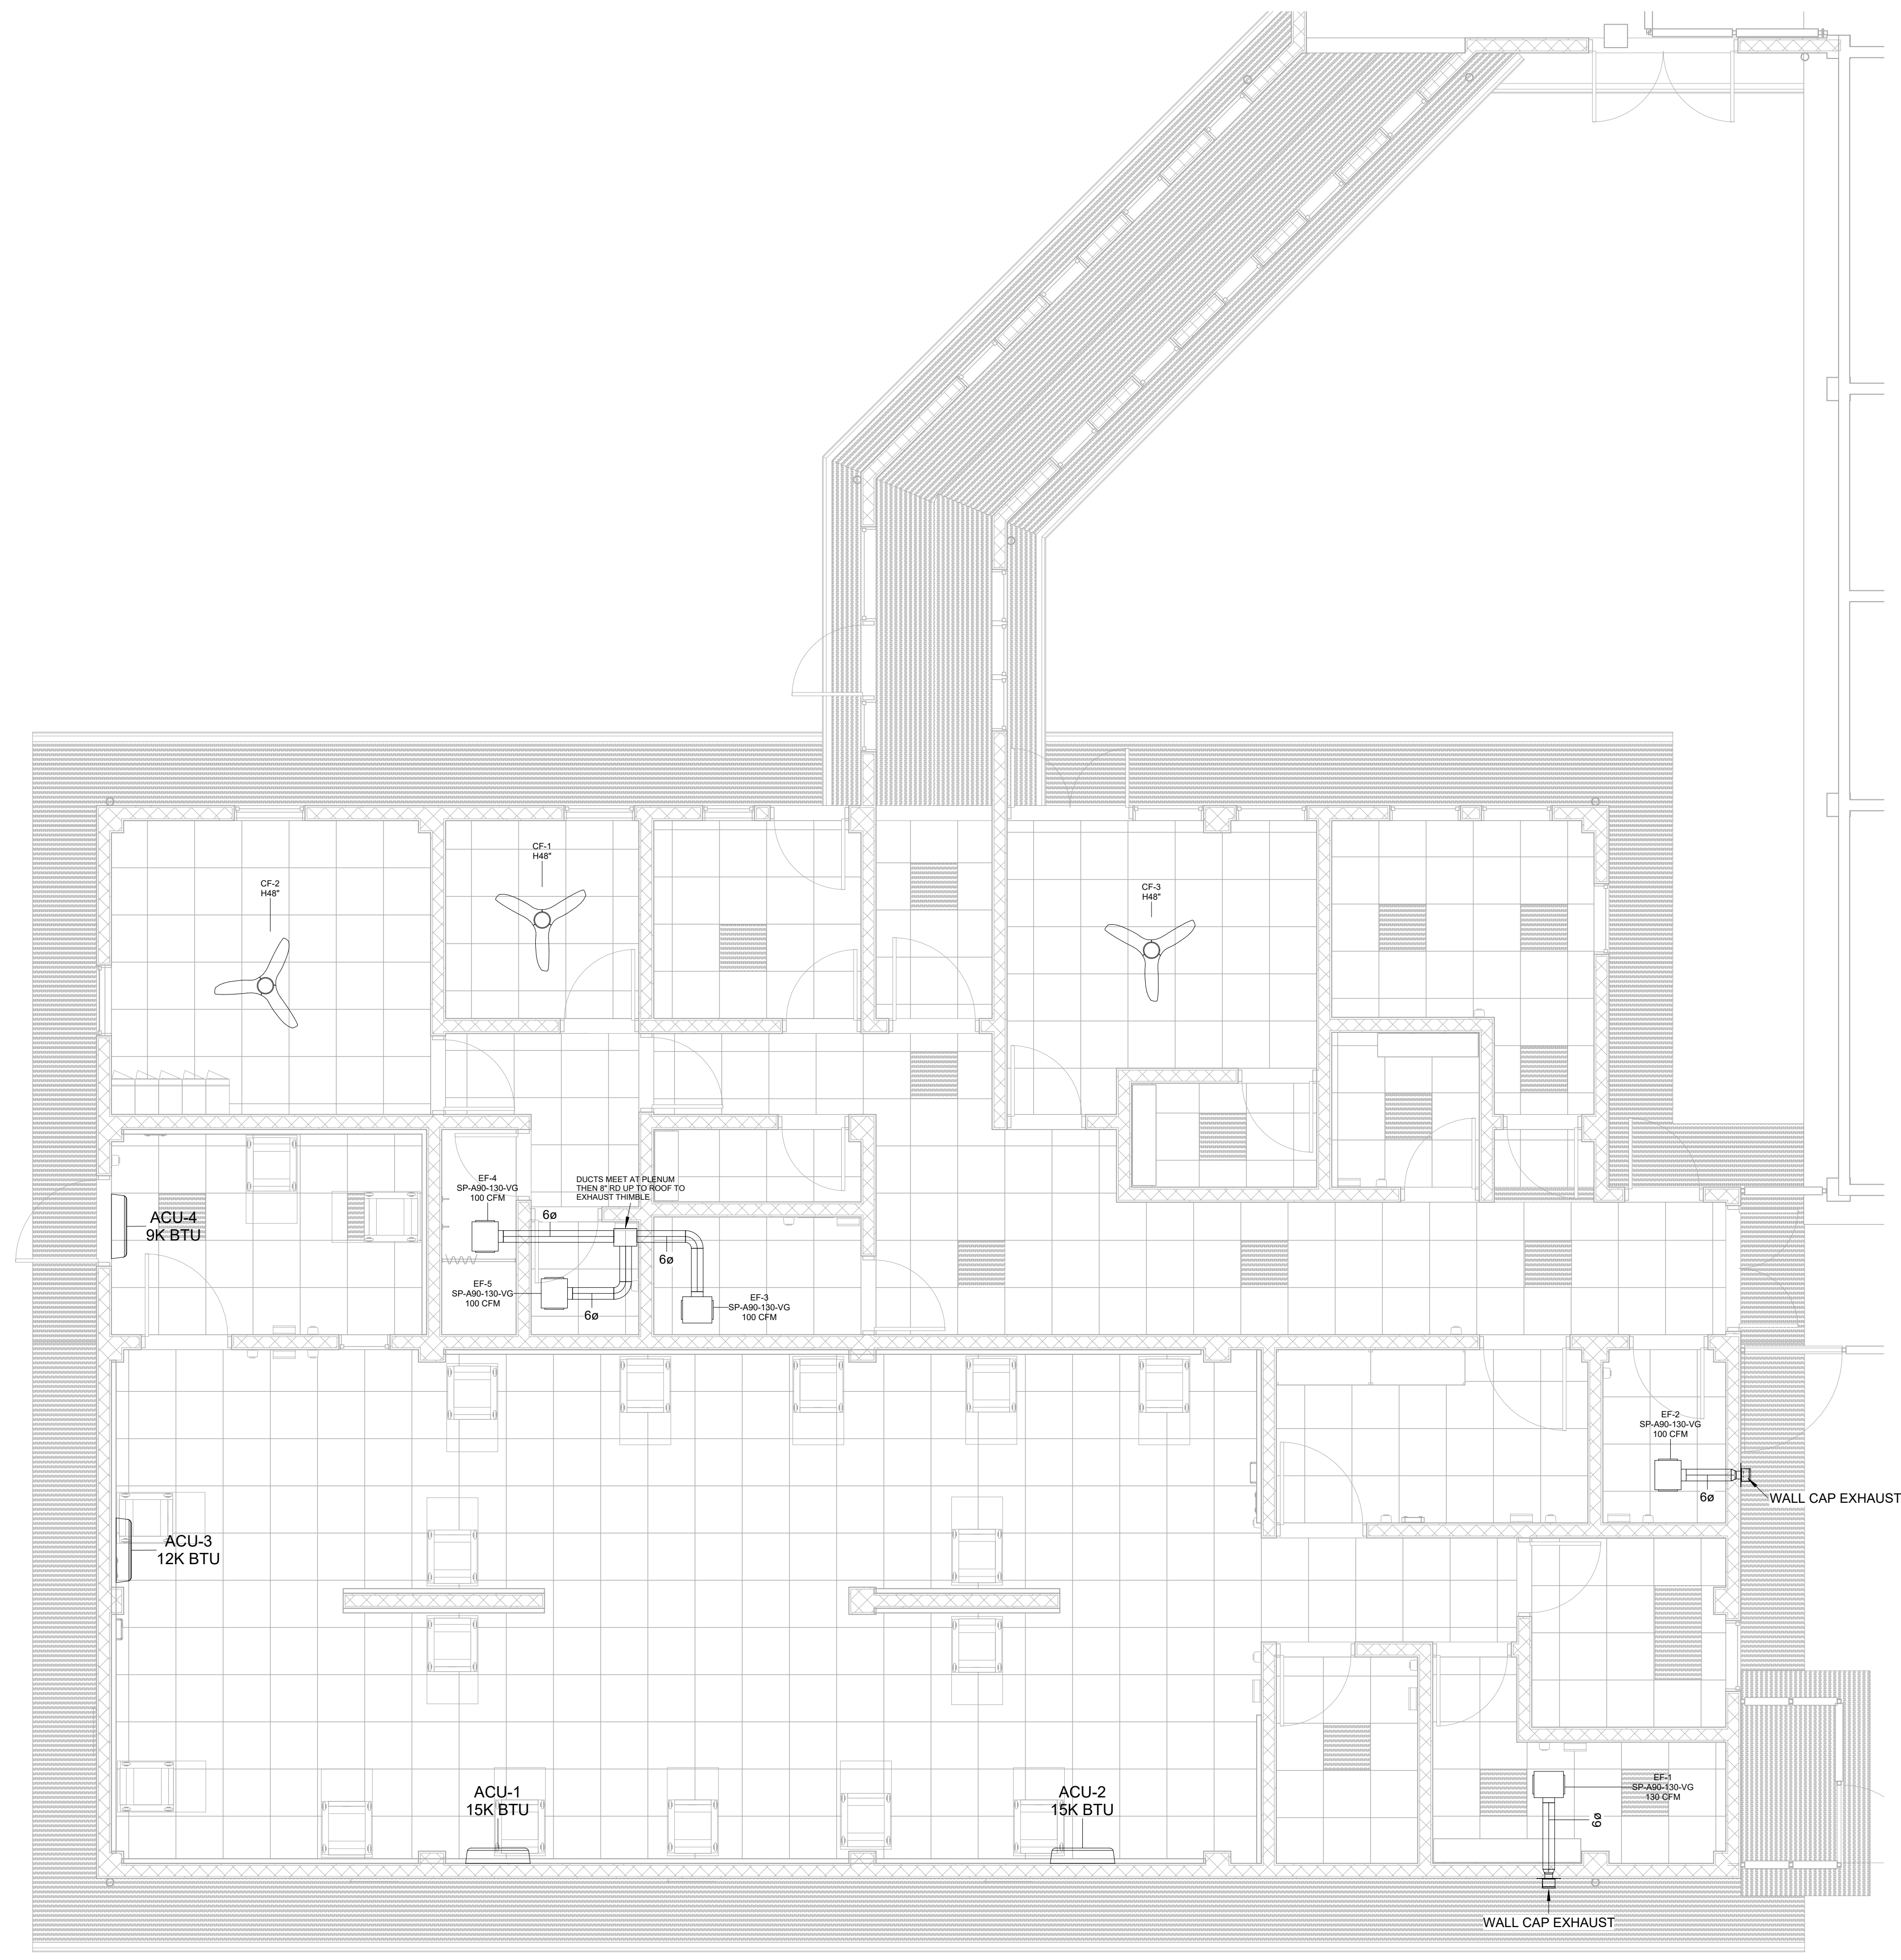 CF-1
H48"
CF-2
H48"
CF-3
H48"
EF-4
SP-A90-130-VG
100 CFM
DUCTS MEET AT PLENUM
THEN 8" RD UP TO ROOF TO
EXHAUST THIMBLE
ACU-4
9K BTU
6ø
6ø
EF-5
SP-A90-130-VG
100 CFM
6ø
EF-3
SP-A90-130-VG
100 CFM
EF-2
SP-A90-130-VG
100 CFM
6ø
WALL CAP EXHAUST
ACU-3
12K BTU
ACU-1
15K BTU
ACU-2
15K BTU
EF-1
SP-A90-130-VG
130 CFM
6ø
WALL CAP EXHAUST